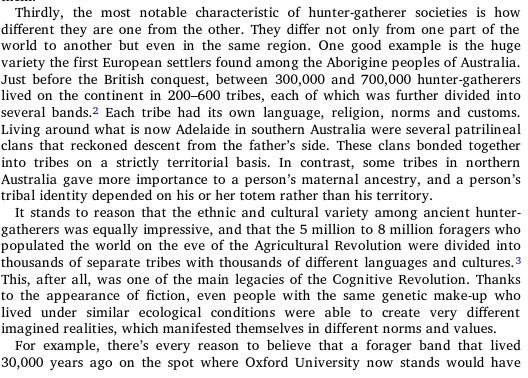 Thirdly, the most notable characteristic of hunter-gatherer societies is how
different they are one from the other. They differ not only from one part of the
world to another but even in the same region. One good example is the huge
variety the first European settlers found among the Aborigine peoples of Australia.
Just before the British conquest, between 300,000 and 700,000 hunter-gatherers
lived on the continent in 200–600 tribes, each of which was further divided into
several bands.2 Each tribe had its own language, religion, norms and customs.
Living around what is now Adelaide in southern Australia were several patrilineal
clans that reckoned descent from the father’s side. These clans bonded together
into tribes on a strictly territorial basis. In contrast, some tribes in northern
Australia gave more importance to a person’s maternal ancestry, and a person’s
tribal identity depended on his or her totem rather than his territory.
It stands to reason that the ethnic and cultural variety among ancient hunter-
gatherers was equally impressive, and that the 5 million to 8 million foragers who
populated the world on the eve of the Agricultural Revolution were divided into
thousands of separate tribes with thousands of different languages and cultures.3
This, after all, was one of the main legacies of the Cognitive Revolution. Thanks
to the appearance of fiction, even people with the same genetic make-up who
lived under similar ecological conditions were able to create very different
imagined realities, which manifested themselves in different norms and values.
For example, there’s every reason to believe that a forager band that lived
30,000 years ago on the spot where Oxford University now stands would have